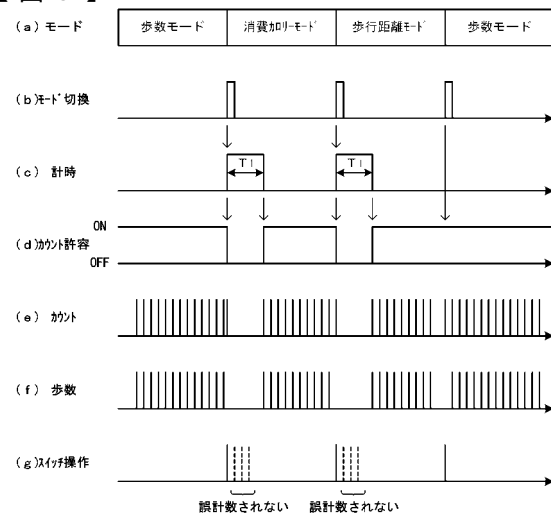 (a) モード 歩数モード 消費ｶﾛﾘｰﾓｰﾄﾞ 歩行距離ﾓｰﾄﾞ 歩数モード
(b)ﾓｰﾄﾞ切換
(c) 計時 T1 T1
ON
(d)ｶｳﾝﾄ許容
OFF
(e) ｶｳﾝﾄ
(f) 歩数
(g)ｽｲｯﾁ操作
誤計数されない 誤計数されない